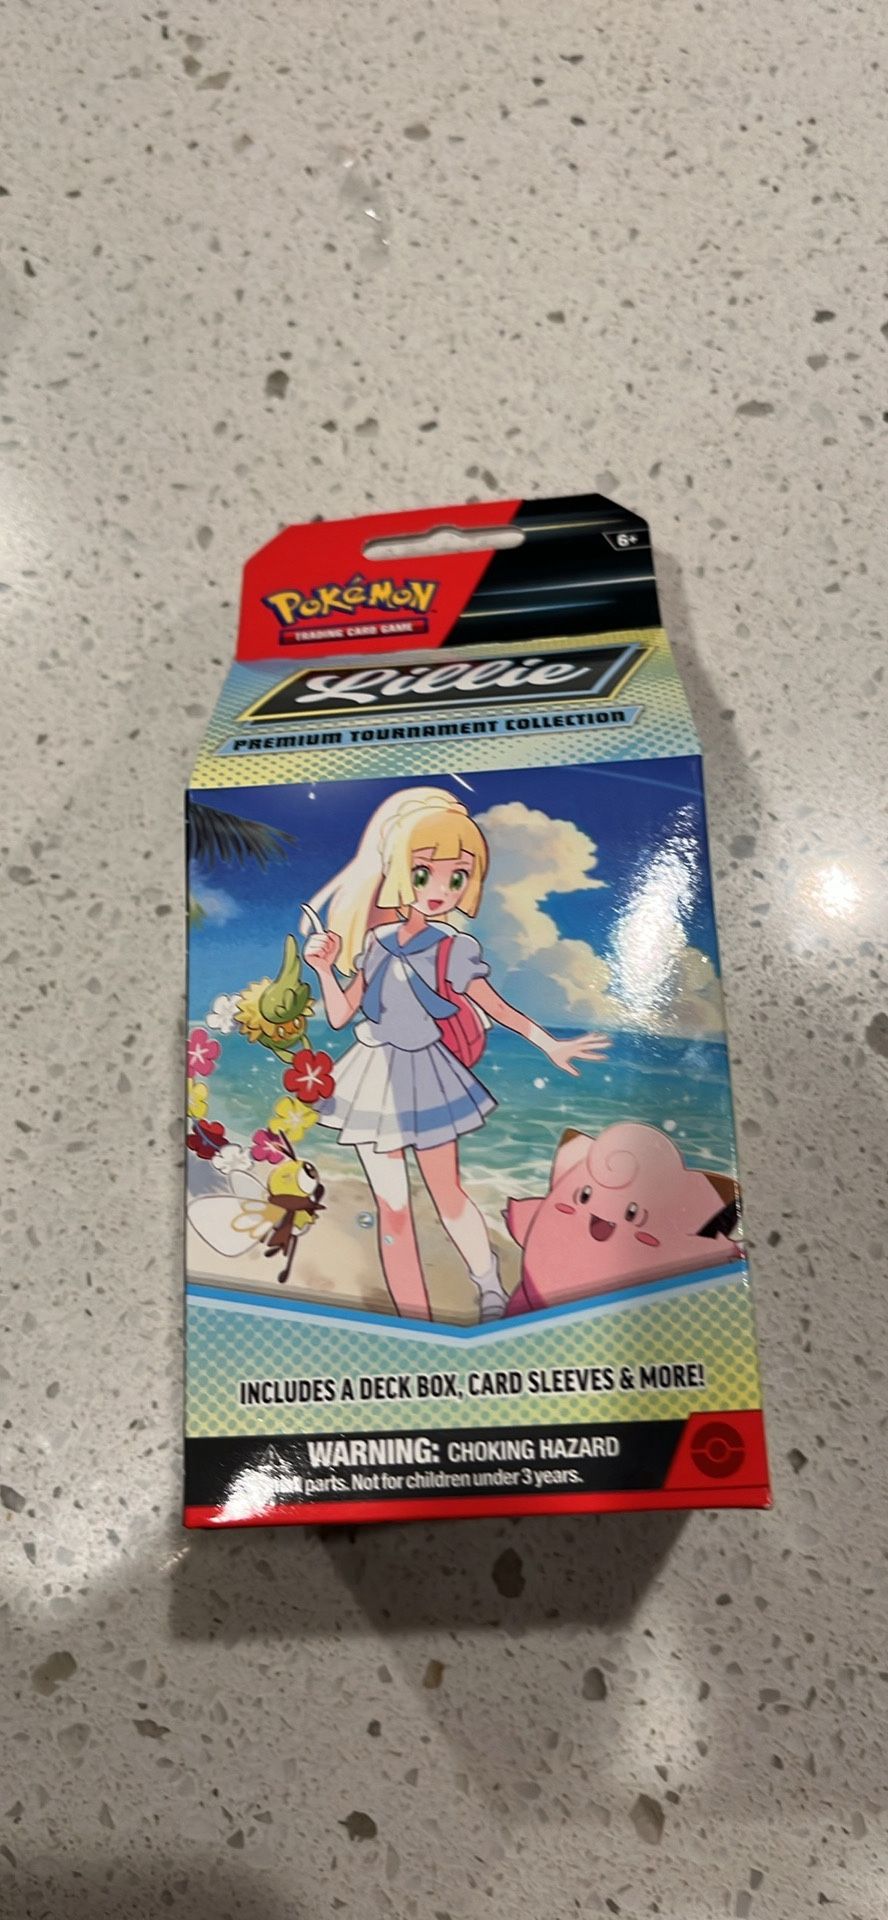 6+
POKéMON
TRADING CARD GAME
Lillie
PREMIUM TOURNAMENT COLLECTION
INCLUDES A DECK BOX, CARD SLEEVES & MORE!
WARNING: CHOKING HAZARD
parts. Not for children under 3 years.